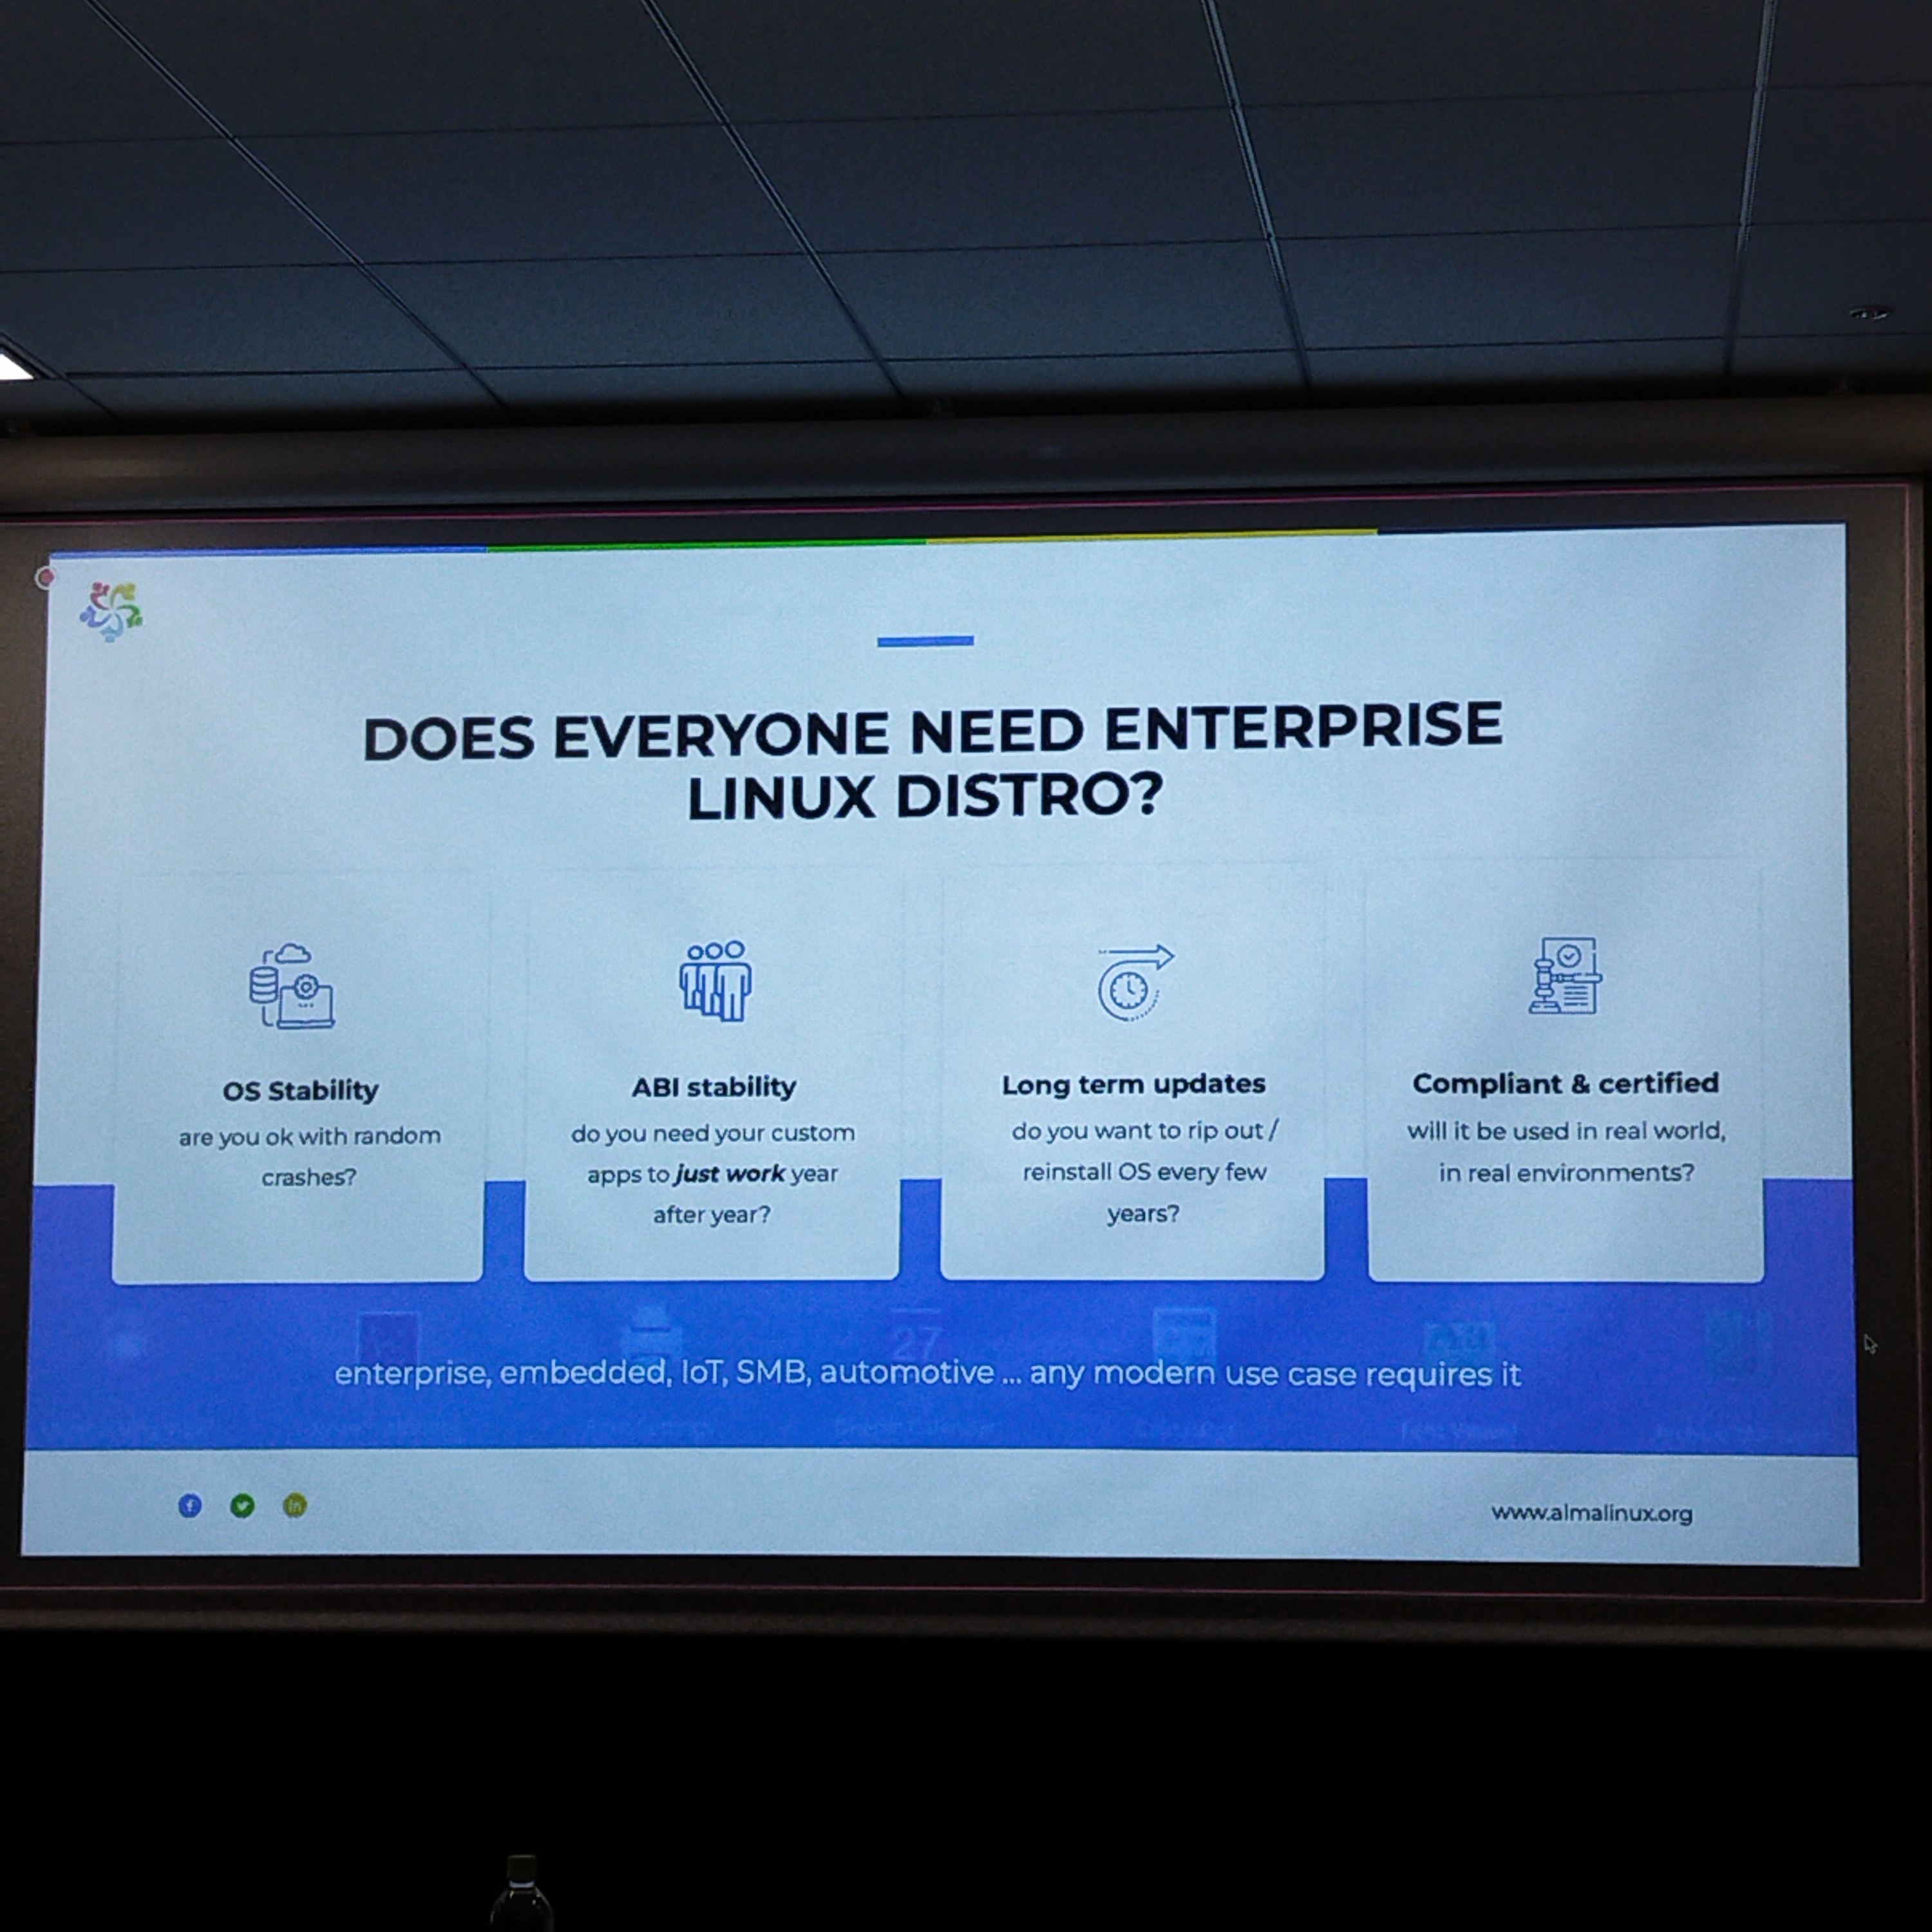 DOES EVERYONE NEED ENTERPRISE
LINUX DISTRO?
OS Stability
are you ok with random
crashes?
ABI stability
do you need your custom
apps to just work year
after year?
Long term updates
do you want to rip out /
reinstall OS every few
years?
Compliant & certified
will it be used in real world,
in real environments?
27
enterprise, embedded, IoT, SMB, automotive ... any modern use case requires it
f
in
www.almalinux.org